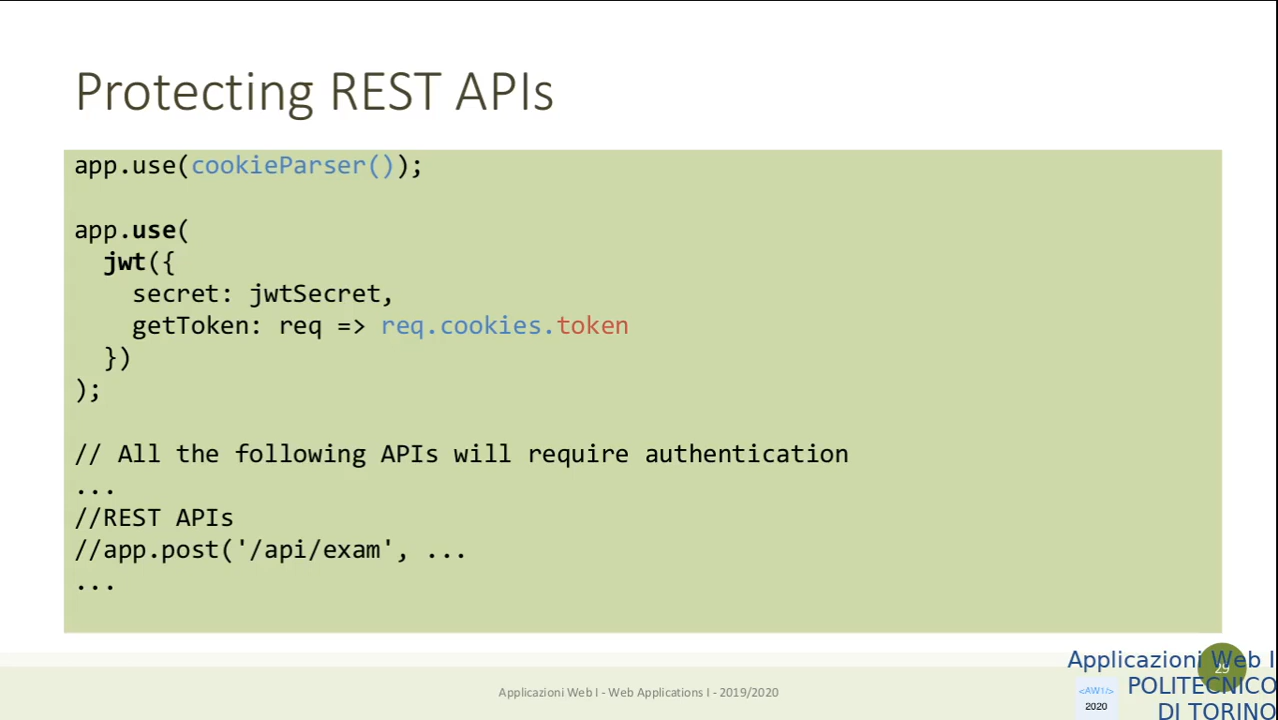 Protecting REST APIs
app.use(cookieParser());
app.use(
  jwt({
    secret: jwtSecret,
    getToken: req => req.cookies.token
  })
);
// All the following APIs will require authentication
...
//REST APIs
//app.post('/api/exam', ...
...
Applicazioni Web I - Web Applications I - 2019/2020
29
Applicazioni Web I
POLITECNICO
DI TORINO
<AW1/>
2020